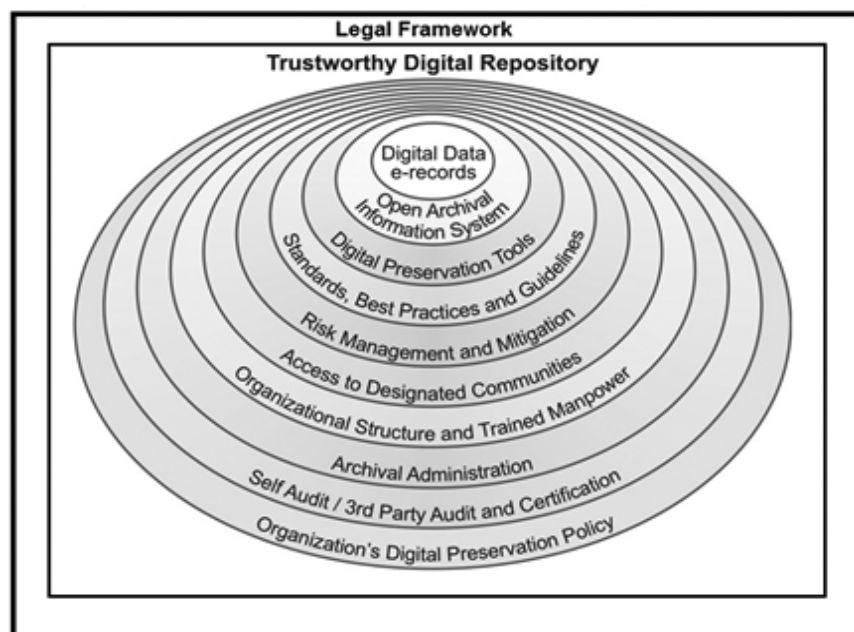 Legal Framework
Trustworthy Digital Repository
Digital Data
e-records
Open Archival
Information System
Digital Preservation Tools
Standards, Best Practices and Guidelines
Risk Management and Mitigation
Access to Designated Communities
Organizational Structure and Trained Manpower
Archival Administration
Self Audit / 3rd Party Audit and Certification
Organization's Digital Preservation Policy